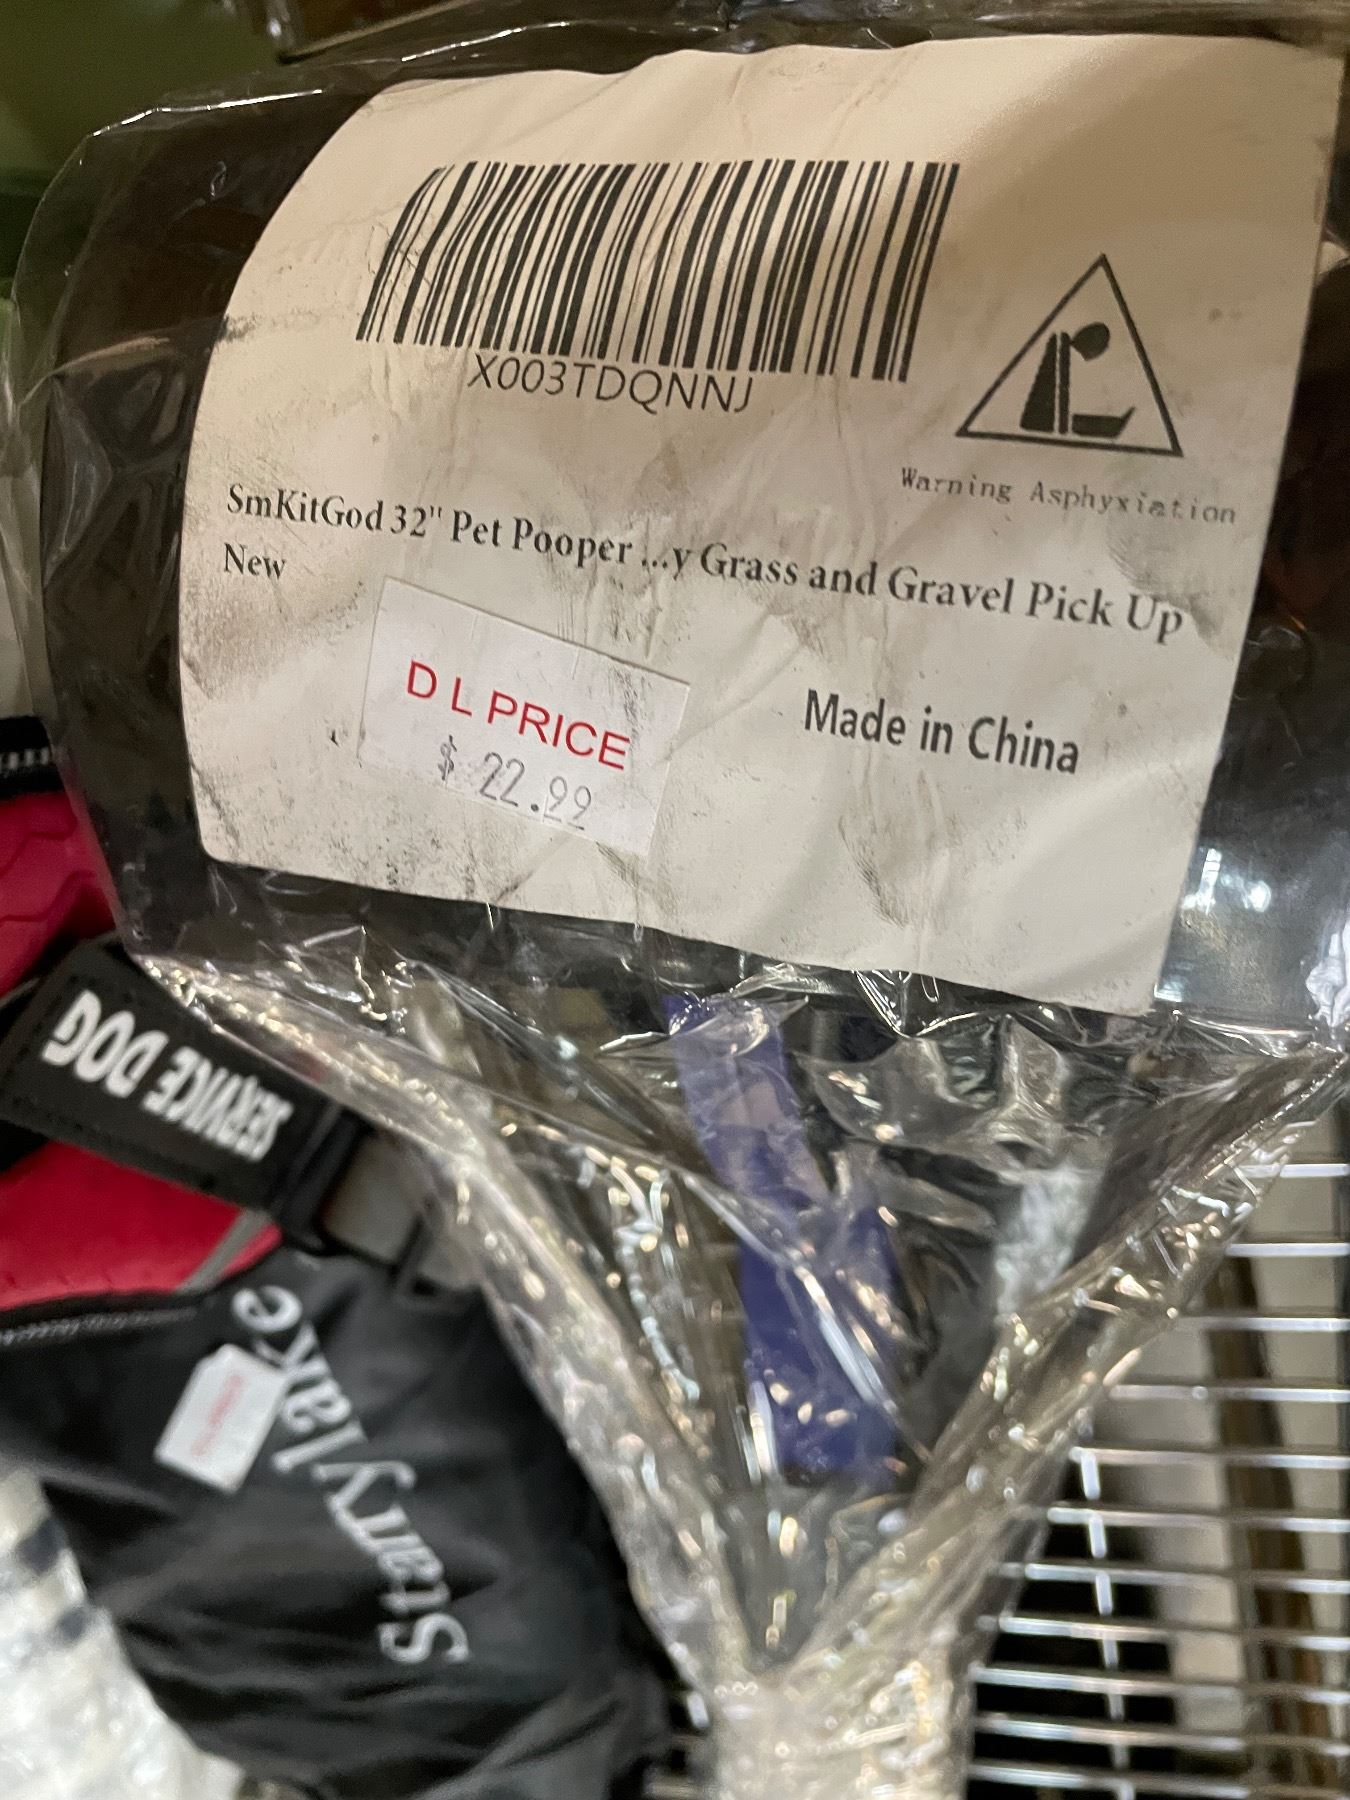 X003TDQNNJ
Warning Asphyxiation
SmKitGod 32" Pet Pooper ...y Grass and Gravel Pick Up
New
D L PRICE
$ 22.99
Made in China
SERVICE DOG
Slarrylake